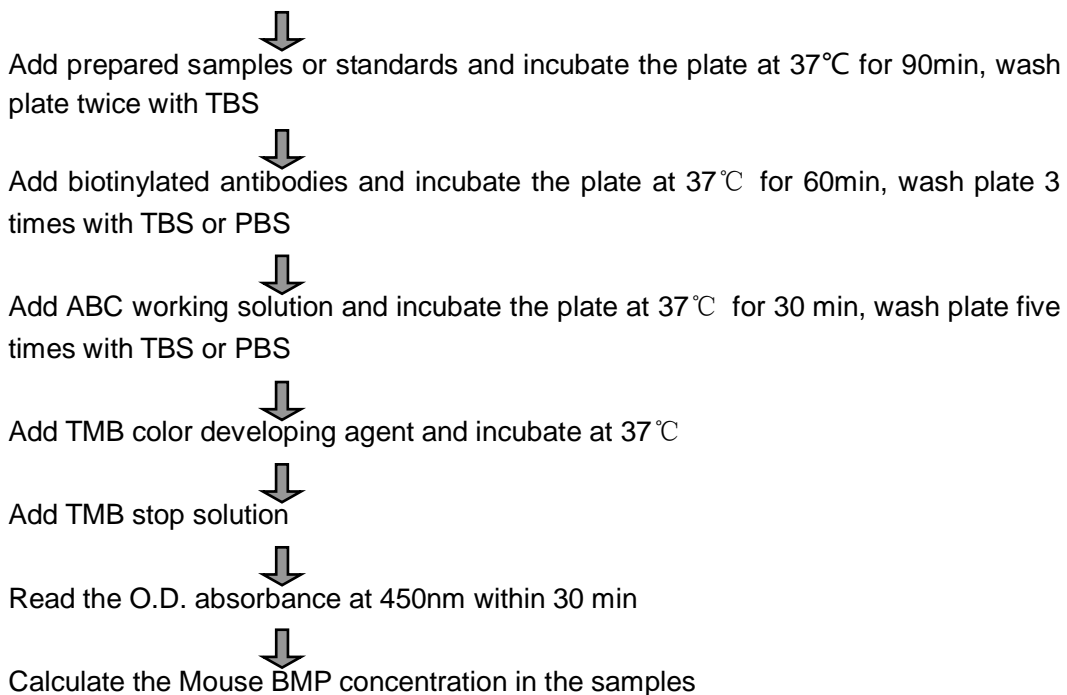 Add prepared samples or standards and incubate the plate at 37℃ for 90min, wash
plate twice with TBS
Add biotinylated antibodies and incubate the plate at 37℃ for 60min, wash plate 3
times with TBS or PBS
Add ABC working solution and incubate the plate at 37℃ for 30 min, wash plate five
times with TBS or PBS
Add TMB color developing agent and incubate at 37℃
Add TMB stop solution
Read the O.D. absorbance at 450nm within 30 min
Calculate the Mouse BMP concentration in the samples